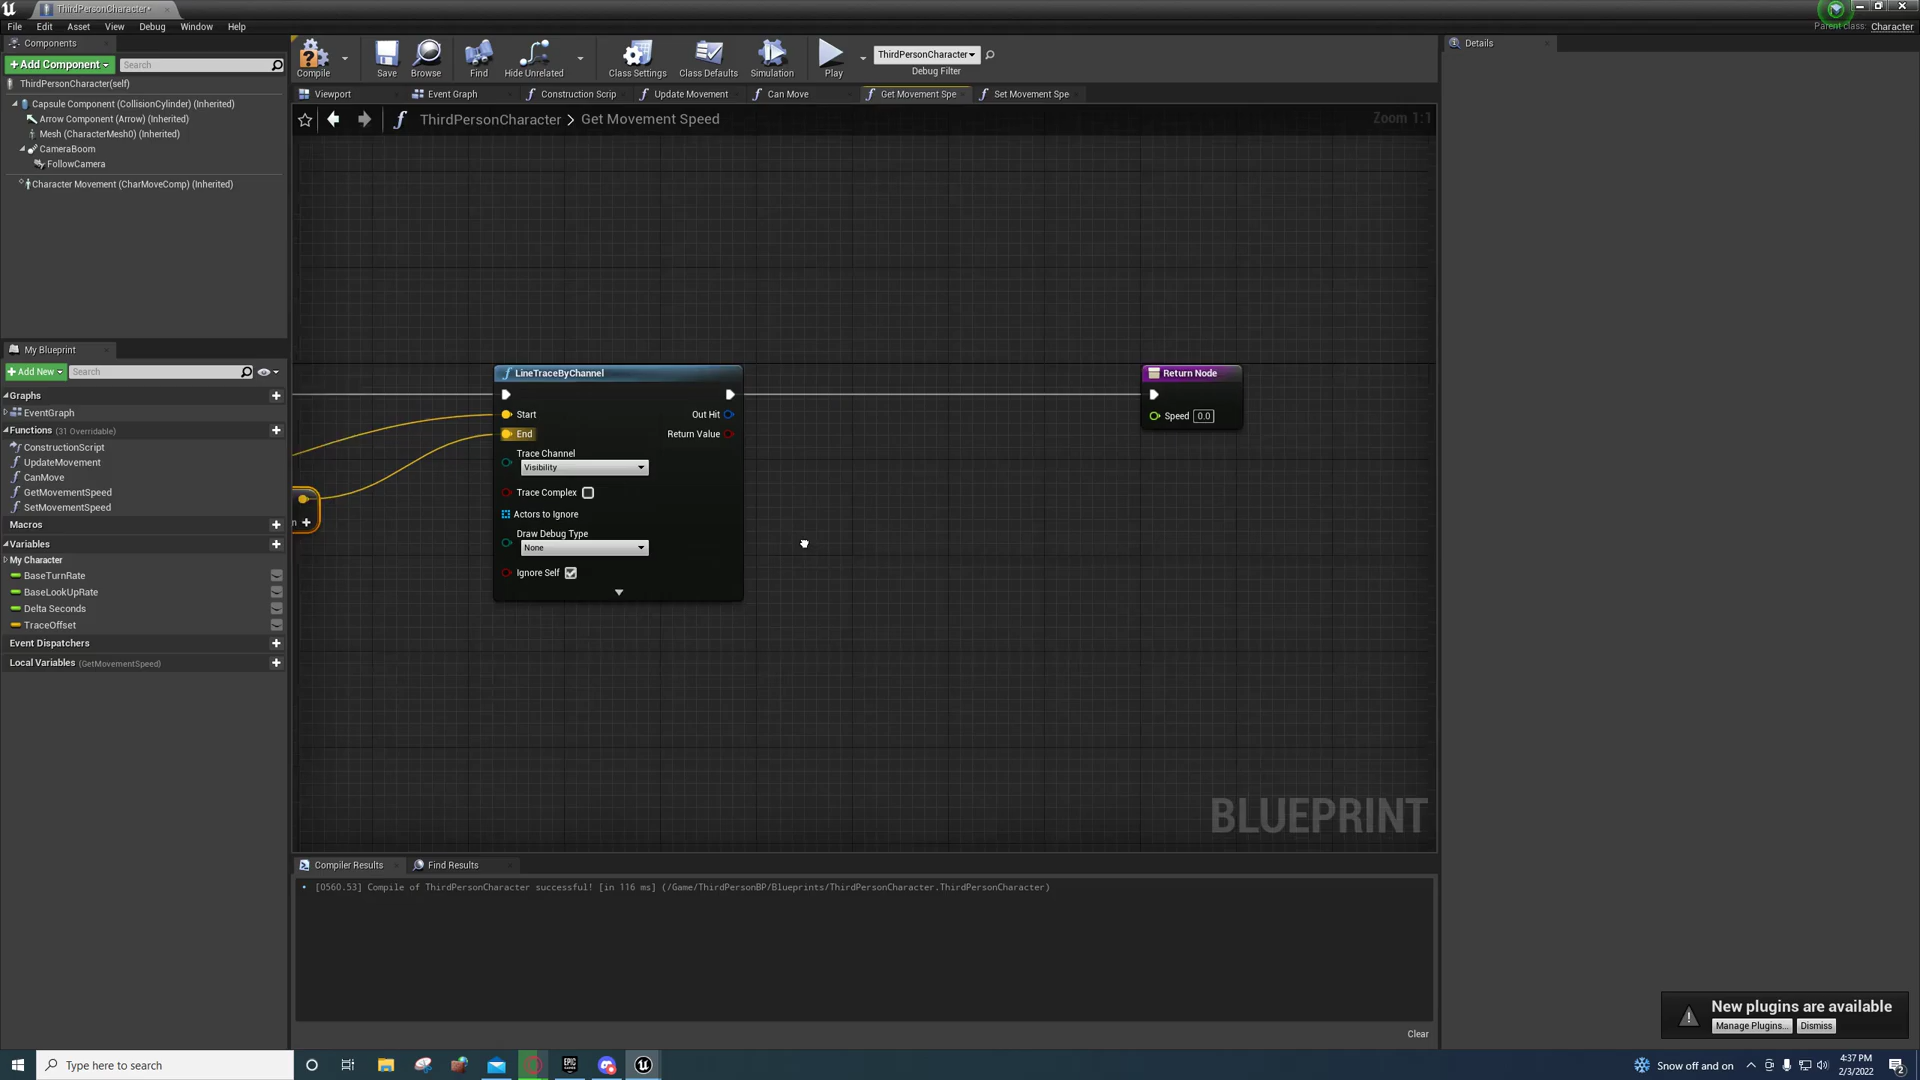 ThirdPersonCharacter*
File Edit Asset View Debug Window Help
Parent class: Character
Components
+Add Component
Search
ThirdPersonCharacter(self)
Capsule Component (CollisionCylinder) (Inherited)
Arrow Component (Arrow) (Inherited)
Mesh (CharacterMesh0) (Inherited)
CameraBoom
FollowCamera
Character Movement (CharMoveComp) (Inherited)
My Blueprint
+Add New
Search
Graphs
EventGraph
Functions (31 Overridable)
ConstructionScript
UpdateMovement
CanMove
GetMovementSpeed
SetMovementSpeed
Macros
Variables
My Character
BaseTurnRate
BaseLookUpRate
Delta Seconds
TraceOffset
Event Dispatchers
Local Variables (GetMovementSpeed)
Compile
Save
Browse
Find
Hide Unrelated
Class Settings
Class Defaults
Simulation
Play
ThirdPersonCharacter
Debug Filter
Viewport
Event Graph
Construction Scrip
Update Movement
Can Move
Get Movement Spe
Set Movement Spe
ThirdPersonCharacter > Get Movement Speed
Zoom 1:1
LineTraceByChannel
Start
Out Hit
End
Return Value
Trace Channel
Visibility
Trace Complex
Actors to Ignore
Draw Debug Type
None
Ignore Self
n +
Return Node
Speed 0.0
BLUEPRINT
Compiler Results
Find Results
[0560.53] Compile of ThirdPersonCharacter successful! [in 116 ms] (/Game/ThirdPersonBP/Blueprints/ThirdPersonCharacter.ThirdPersonCharacter)
Clear
Details
New plugins are available
Manage Plugins...
Dismiss
Type here to search
EPIC
Snow off and on
4:37 PM
2/3/2022
2